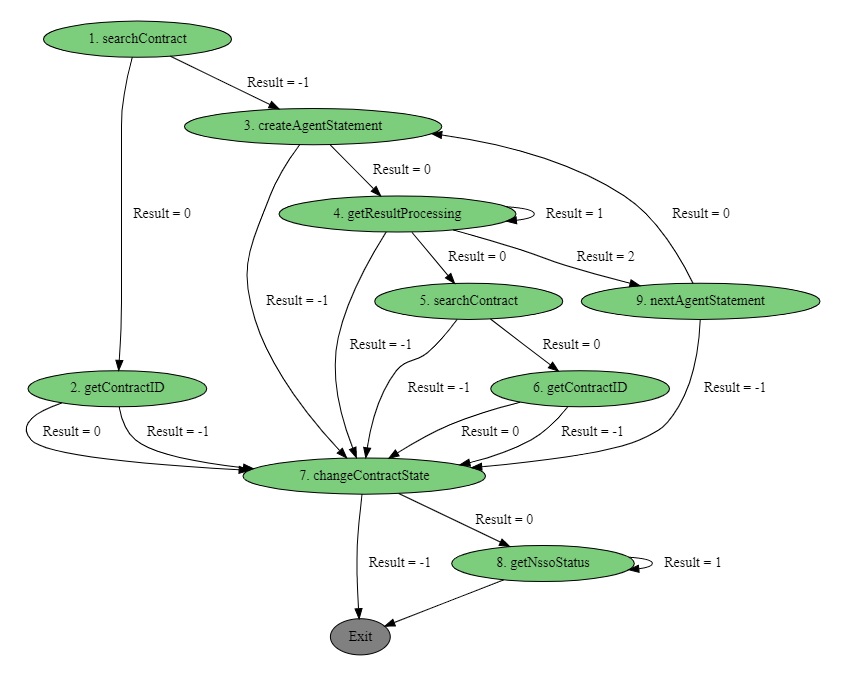 1. searchContract
Result = -1
3. createAgentStatement
Result = 0
Result = 0
4. getResultProcessing
Result = 1
Result = 0
Result = 0
Result = 2
Result = -1
5. searchContract
9. nextAgentStatement
Result = -1
Result = 0
2. getContractID
Result = -1
6. getContractID
Result = -1
Result = 0
Result = -1
Result = 0
Result = -1
7. changeContractState
Result = 0
Result = -1
8. getNssoStatus
Result = 1
Exit